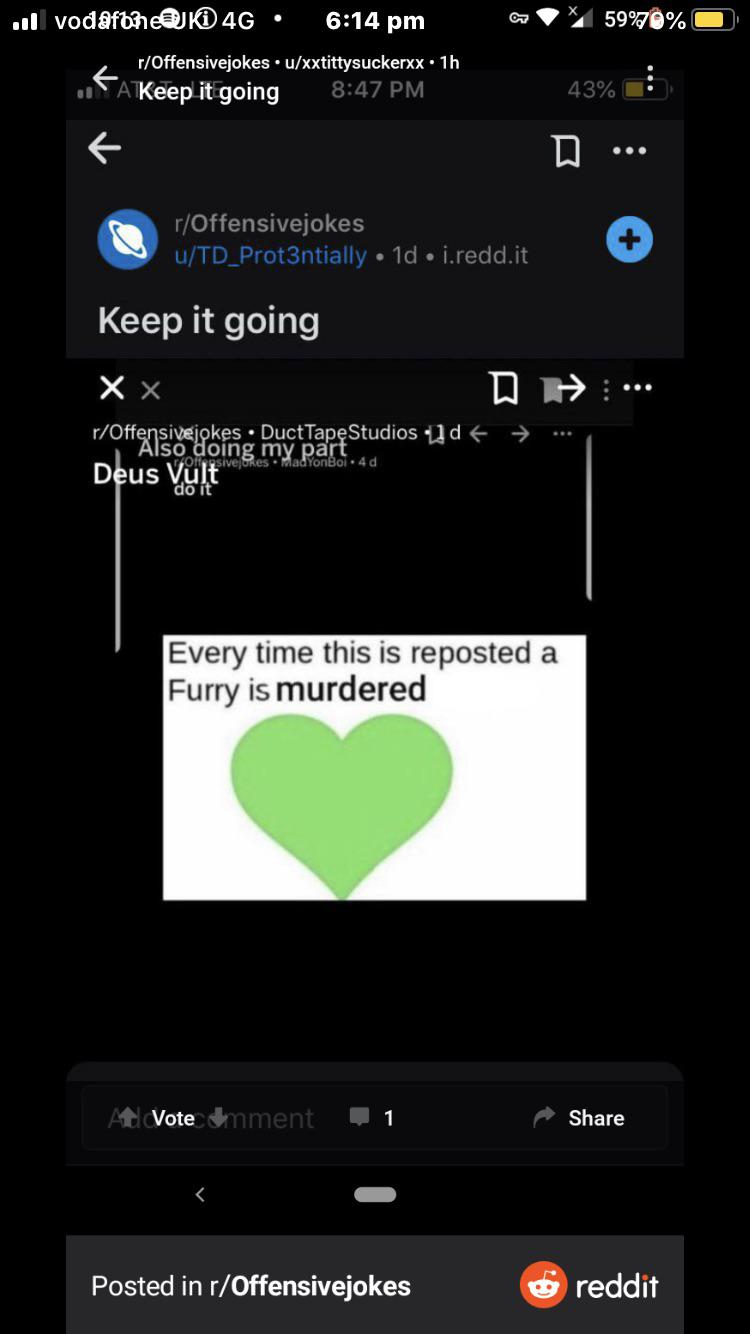 vodafone UK 4G 6:14 pm 59%
r/Offensivejokes • u/xxtittysuckerxx • 1h
Keep it going
AT&T LTE 8:47 PM 43%
r/Offensivejokes
u/TD_Prot3ntially • 1d • i.redd.it
Keep it going
r/Offensivejokes • DuctTapeStudios • 1d
Also doing my part
r/Offensivejokes • MadYonBoi • 4 d
Deus Vult
do it
Every time this is reposted a
Furry is murdered
Add a comment
Vote 1 Share
Posted in r/Offensivejokes reddit